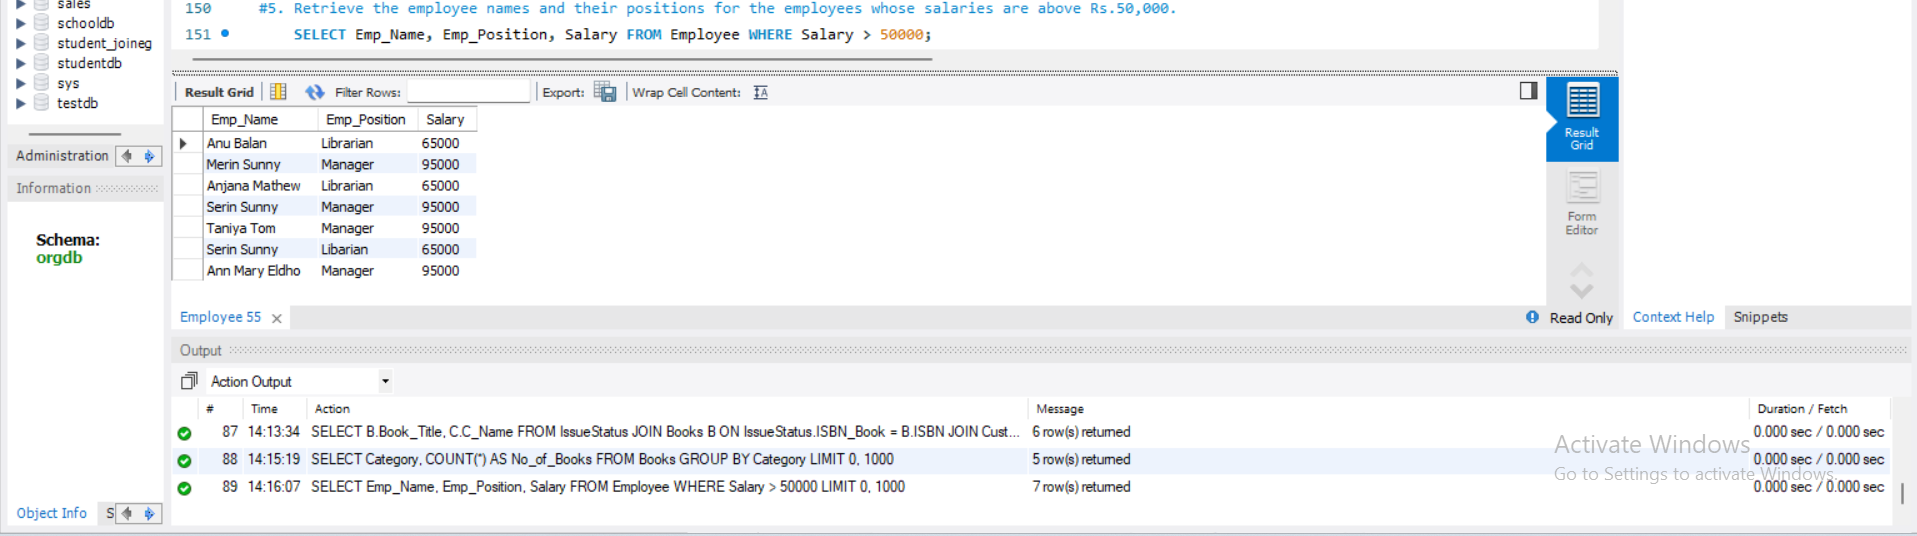 sales
schooldb
student_joineg
studentdb
sys
testdb
Administration
Information
Schema:
orgdb
Object Info S
150 #5. Retrieve the employee names and their positions for the employees whose salaries are above Rs.50,000.
151 SELECT Emp_Name, Emp_Position, Salary FROM Employee WHERE Salary > 50000;
Result Grid Filter Rows: Export: Wrap Cell Content:
Emp_Name Emp_Position Salary
Anu Balan Librarian 65000
Merin Sunny Manager 95000
Anjana Mathew Librarian 65000
Serin Sunny Manager 95000
Taniya Tom Manager 95000
Serin Sunny Libarian 65000
Ann Mary Eldho Manager 95000
Result
Grid
Form
Editor
Employee 55 Read Only
Context Help Snippets
Output
Action Output
# Time Action Message Duration / Fetch
87 14:13:34 SELECT B.Book_Title, C.C_Name FROM IssueStatus JOIN Books B ON IssueStatus.ISBN_Book = B.ISBN JOIN Cust... 6 row(s) returned 0.000 sec / 0.000 sec
88 14:15:19 SELECT Category, COUNT(*) AS No_of_Books FROM Books GROUP BY Category LIMIT 0, 1000 5 row(s) returned 0.000 sec / 0.000 sec
89 14:16:07 SELECT Emp_Name, Emp_Position, Salary FROM Employee WHERE Salary > 50000 LIMIT 0, 1000 7 row(s) returned 0.000 sec / 0.000 sec
Activate Windows
Go to Settings to activate Windows.